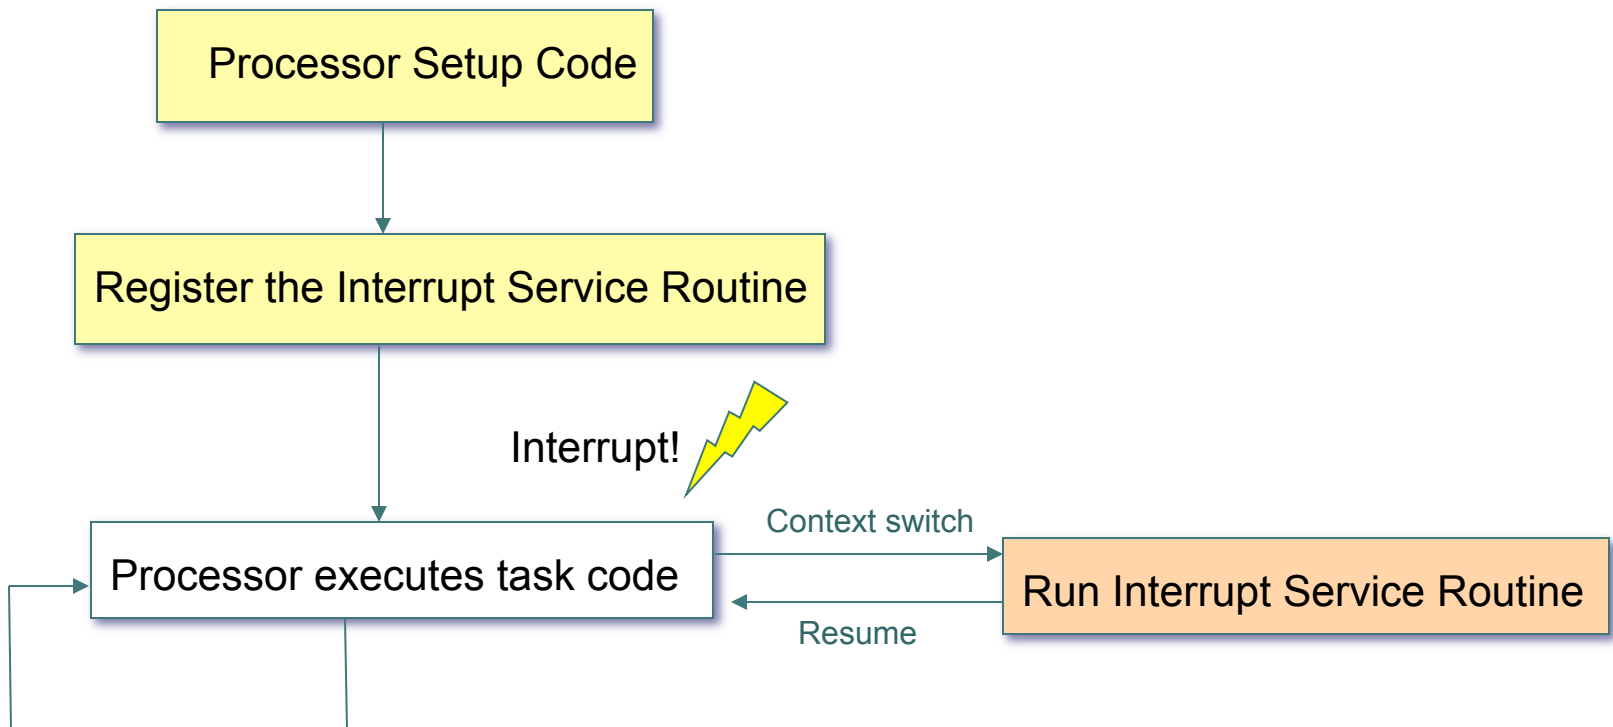 Processor Setup Code
Register the Interrupt Service Routine
Interrupt!
Context switch
Processor executes task code
Run Interrupt Service Routine
Resume